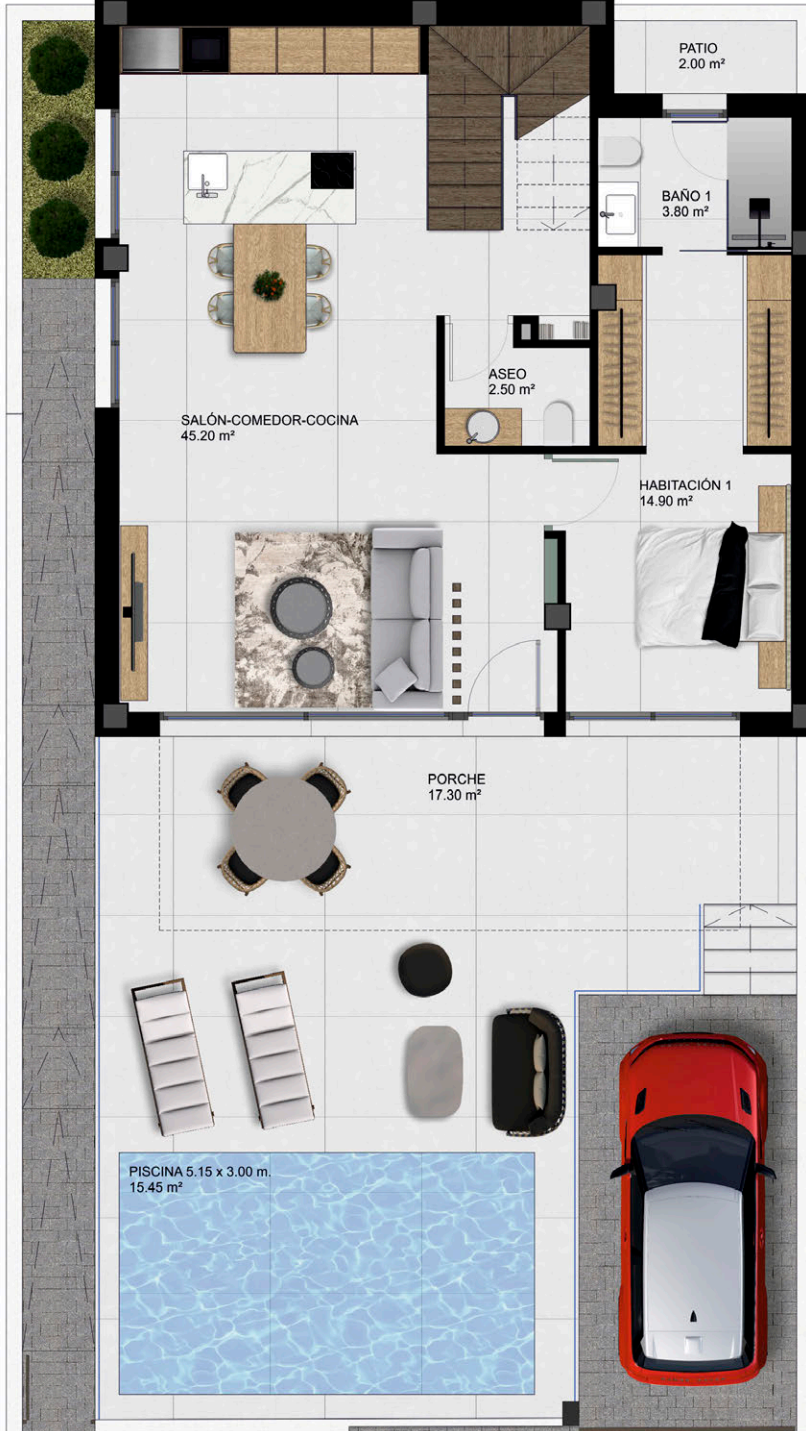 PATIO
2.00 m²
BAÑO 1
3.80 m²
ASEO
2.50 m²
SALÓN-COMEDOR-COCINA
45.20 m²
HABITACIÓN 1
14.90 m²
PORCHE
17.30 m²
PISCINA 5.15 x 3.00 m.
15.45 m²